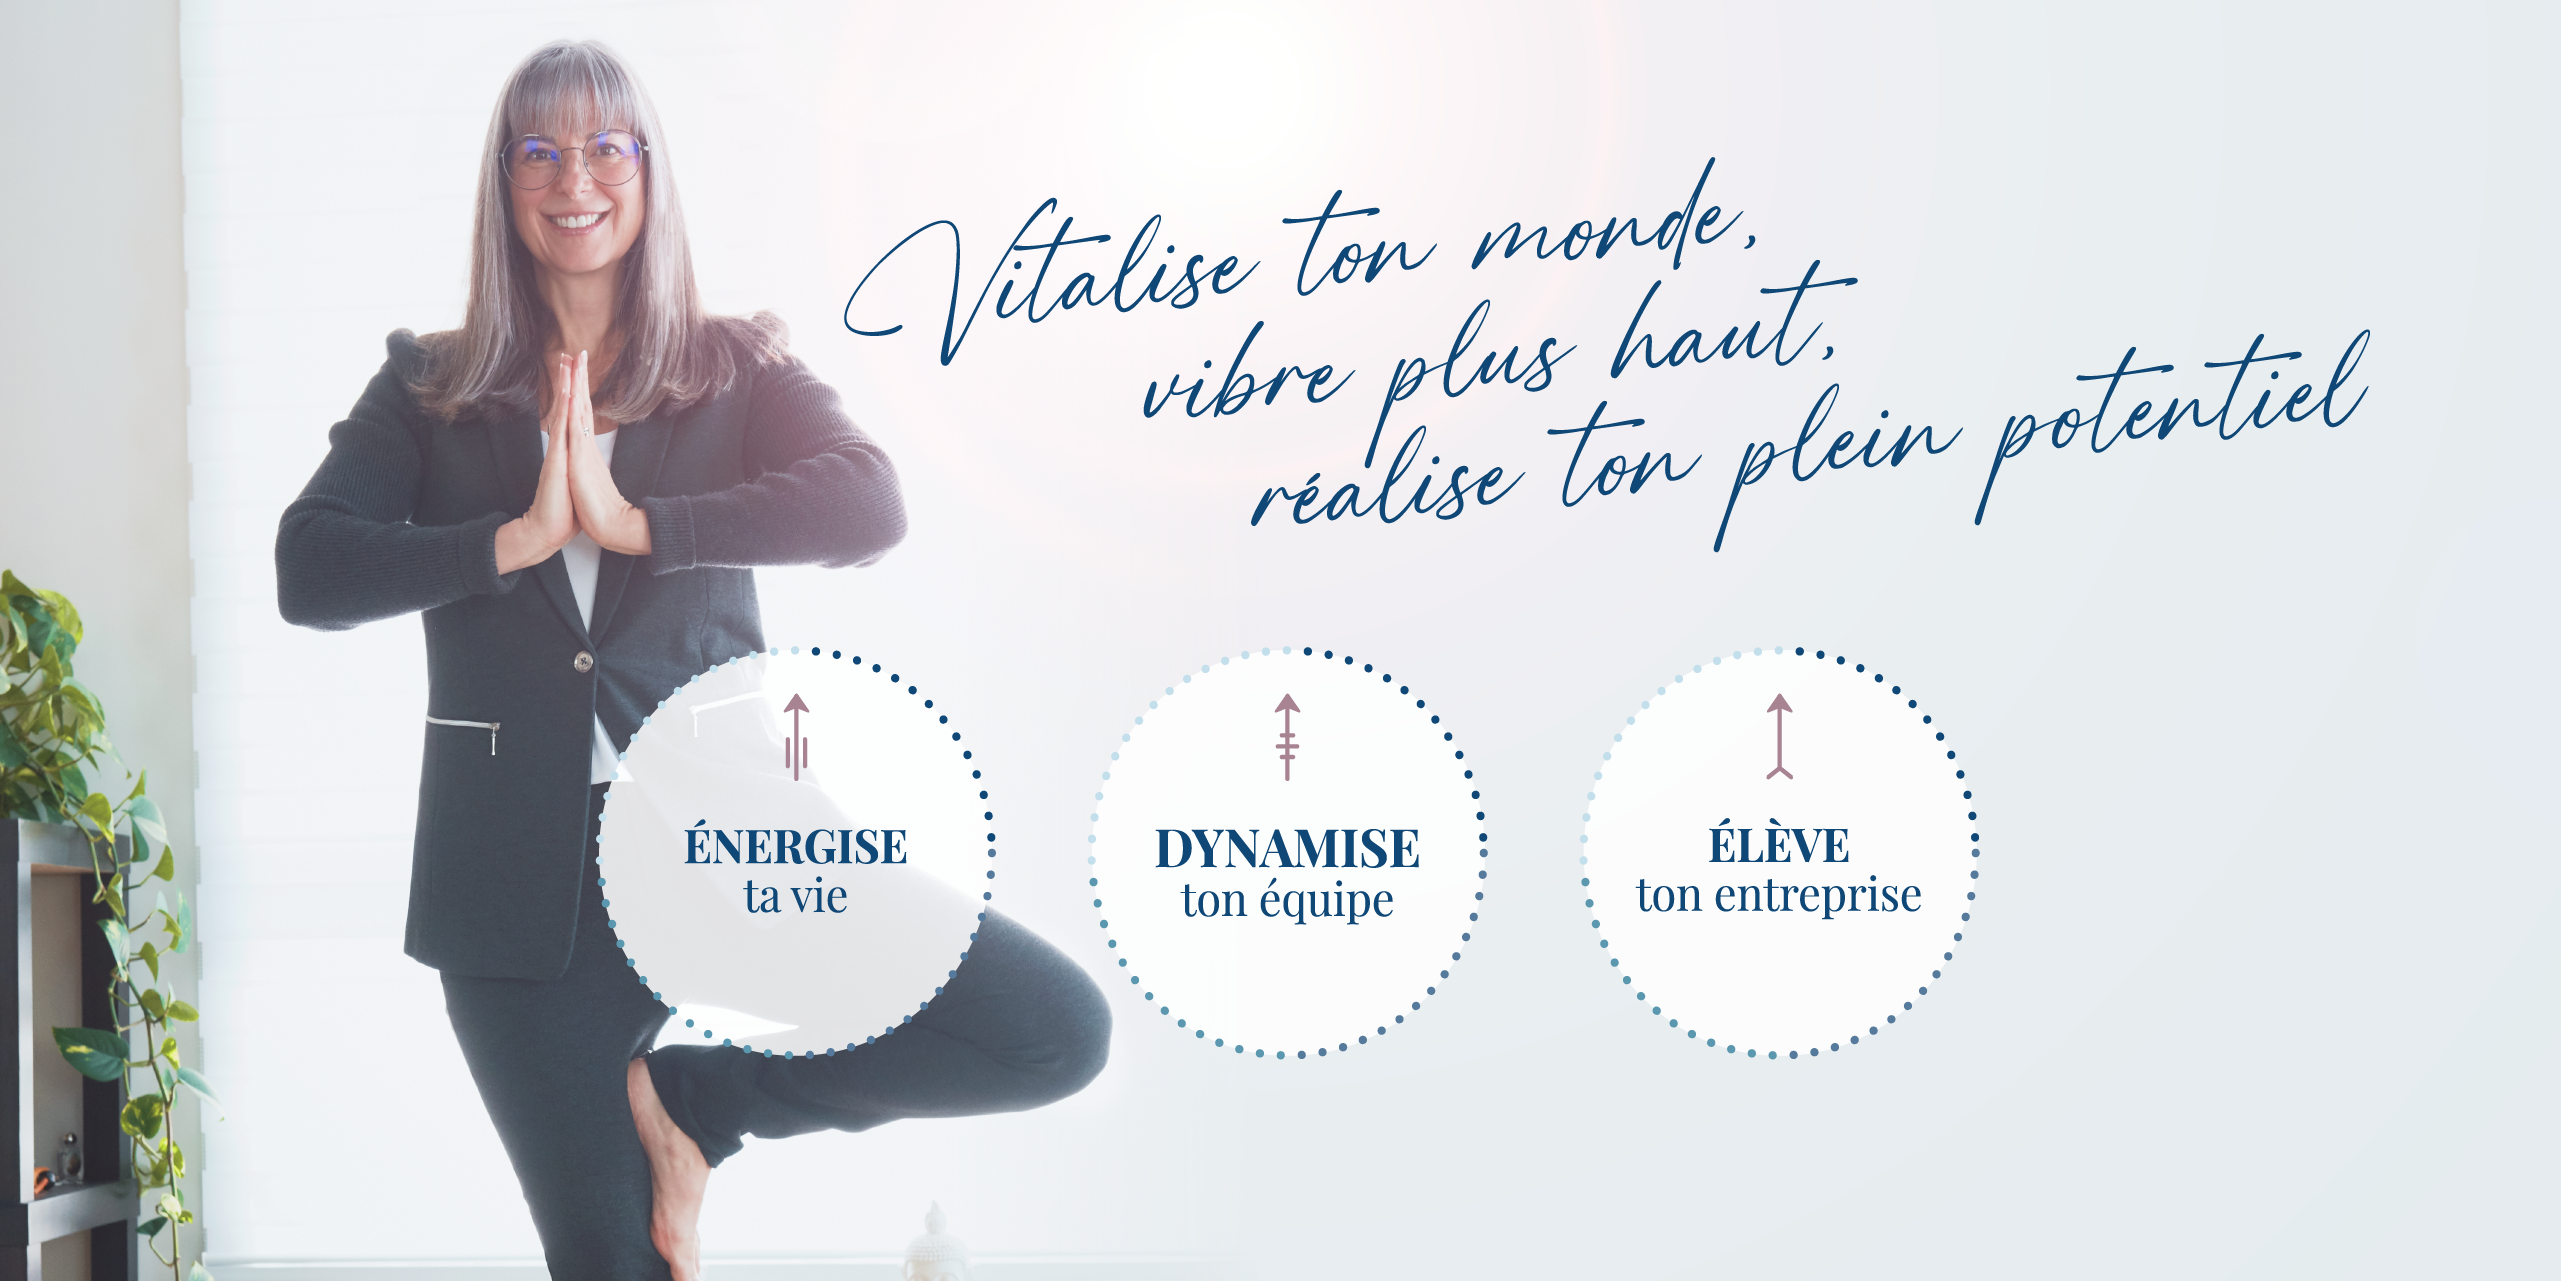 Vitalise ton monde,
vibre plus haut,
réalise ton plein potentiel
ÉNERGISE
ta vie
DYNAMISE
ton équipe
ÉLÈVE
ton entreprise